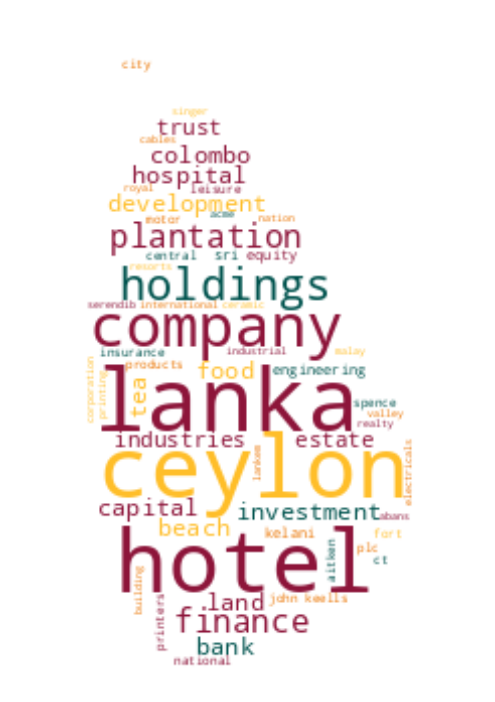 city
singer
trust
cables
colombo
hospital
royal leisure
development
acme
motor nation
plantation
central sri equity
resorts
holdings
serendib international ceramic
company
insurance industrial malay
products food engineering
corporation
printing
lanka
tea
spence
valley
realty
industries estate
lankem
electricals
ceylon
capital investment
abans
beach kelani fort
hotel
aitken
plc
ct
building
land john keells
printers
finance
bank
national